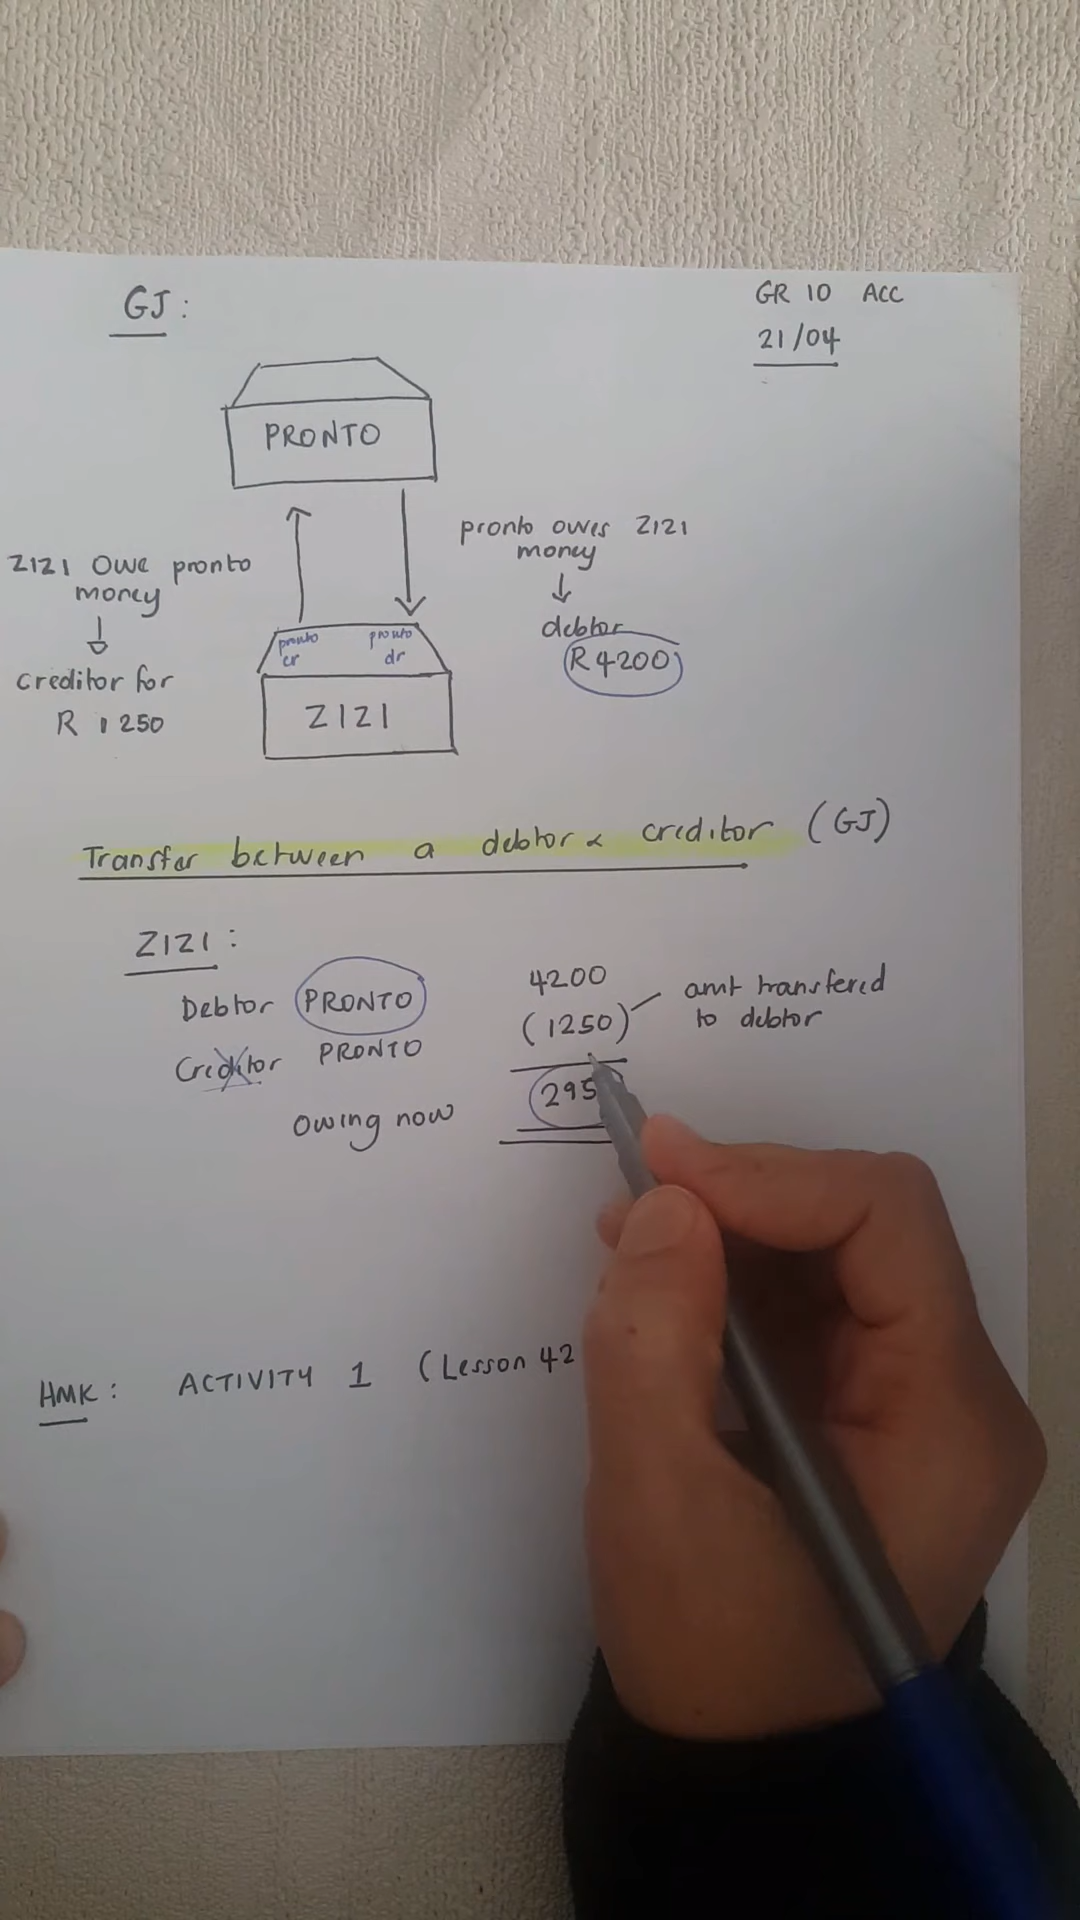 GJ:
GR 10 ACC
21/04
PRONTO
pronto owes ZIZI
money
debtor
R4200
ZIZI owe pronto
money
creditor for
R 1250
pronto
cr
pronto
dr
ZIZI
Transfer between a debtor & creditor (GJ)
ZIZI:
Debtor PRONTO 4200
Creditor PRONTO (1250)
amt transfered
to debtor
Owing now 295
HMK: ACTIVITY 1 (Lesson 42